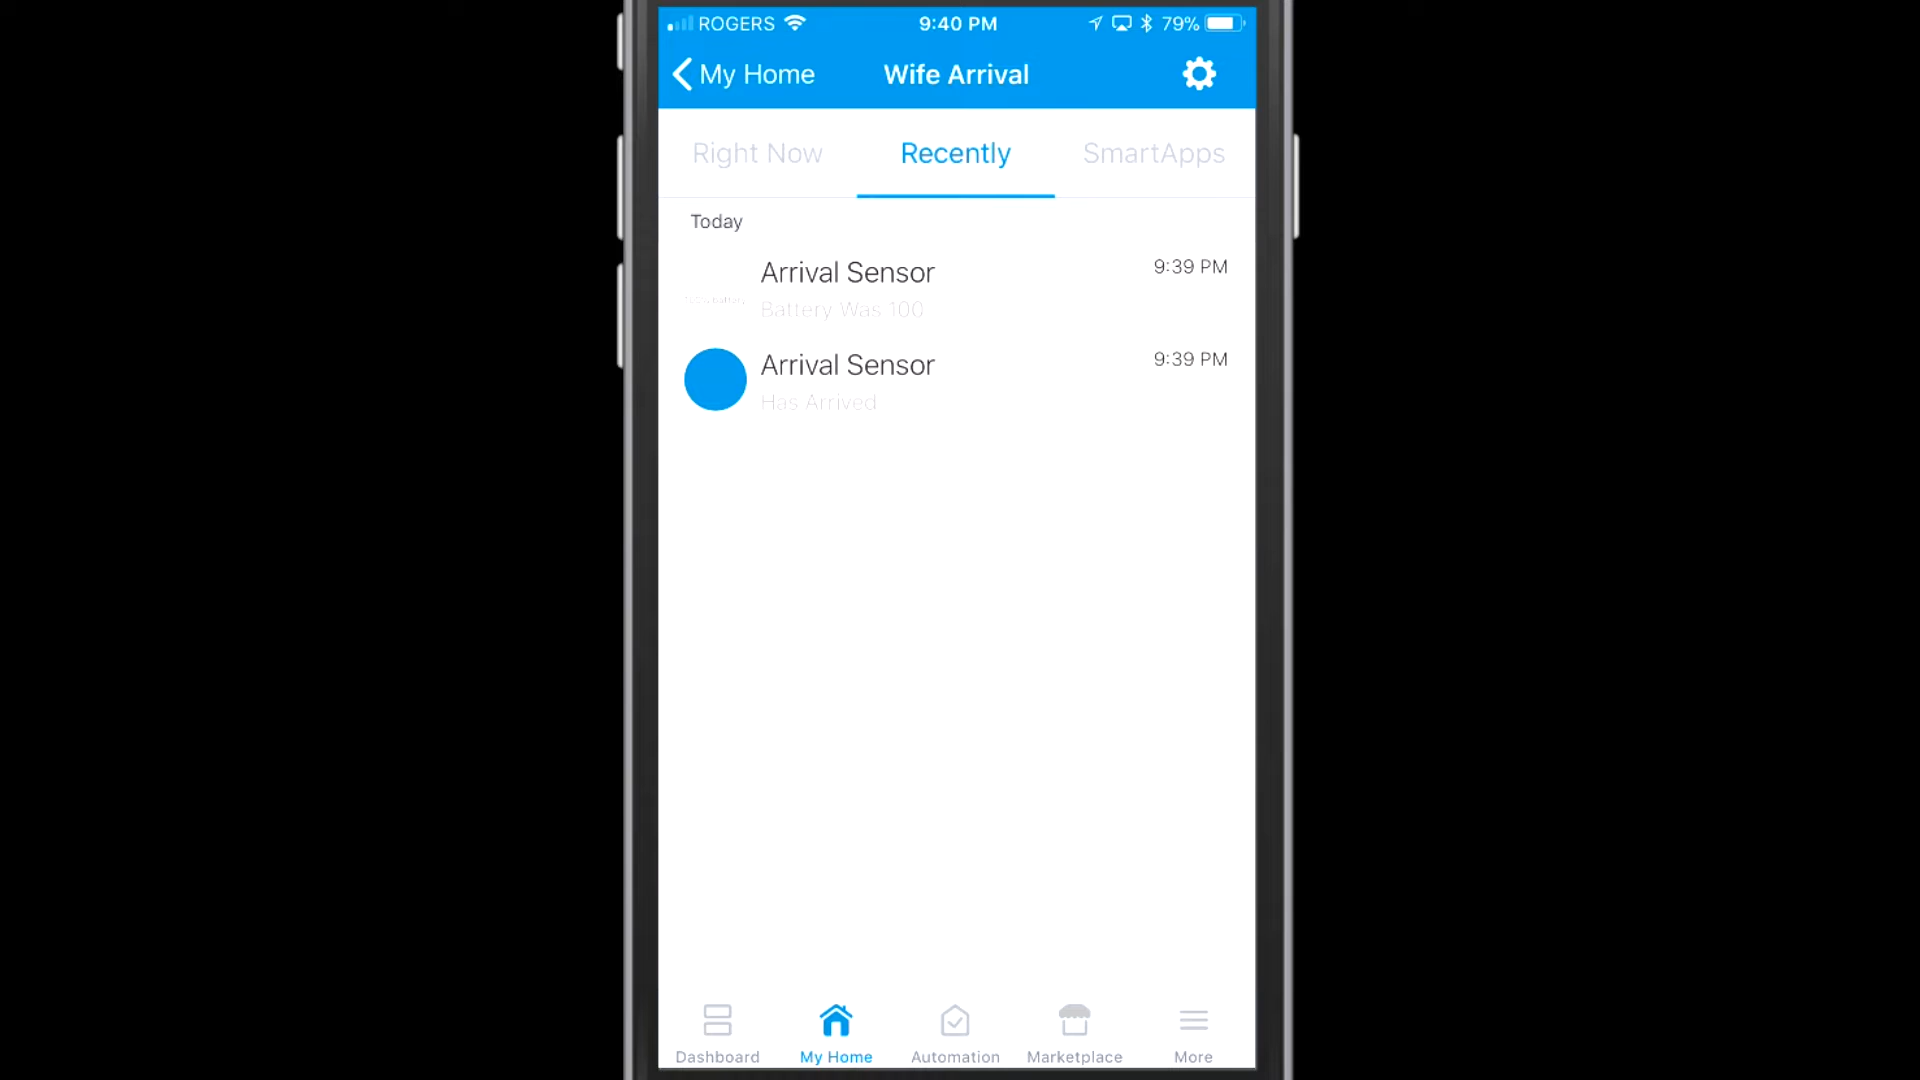 ROGERS 9:40 PM 79%
My Home Wife Arrival
Right Now Recently SmartApps
Today
Arrival Sensor 9:39 PM
Battery Was 100
Arrival Sensor 9:39 PM
Has Arrived
Dashboard My Home Automation Marketplace More